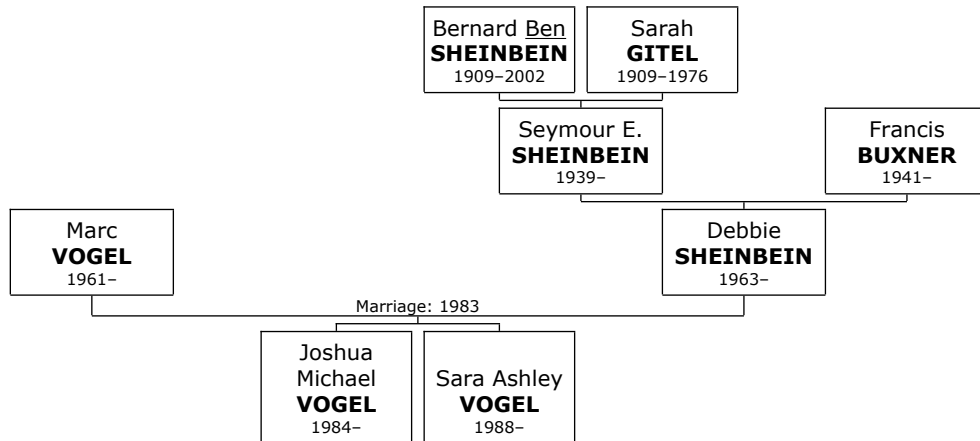 Bernard Ben
SHEINBEIN
1909–2002
Sarah
GITEL
1909–1976
Seymour E.
SHEINBEIN
1939–
Francis
BUXNER
1941–
Marc
VOGEL
1961–
Debbie
SHEINBEIN
1963–
Marriage: 1983
Joshua
Michael
VOGEL
1984–
Sara Ashley
VOGEL
1988–